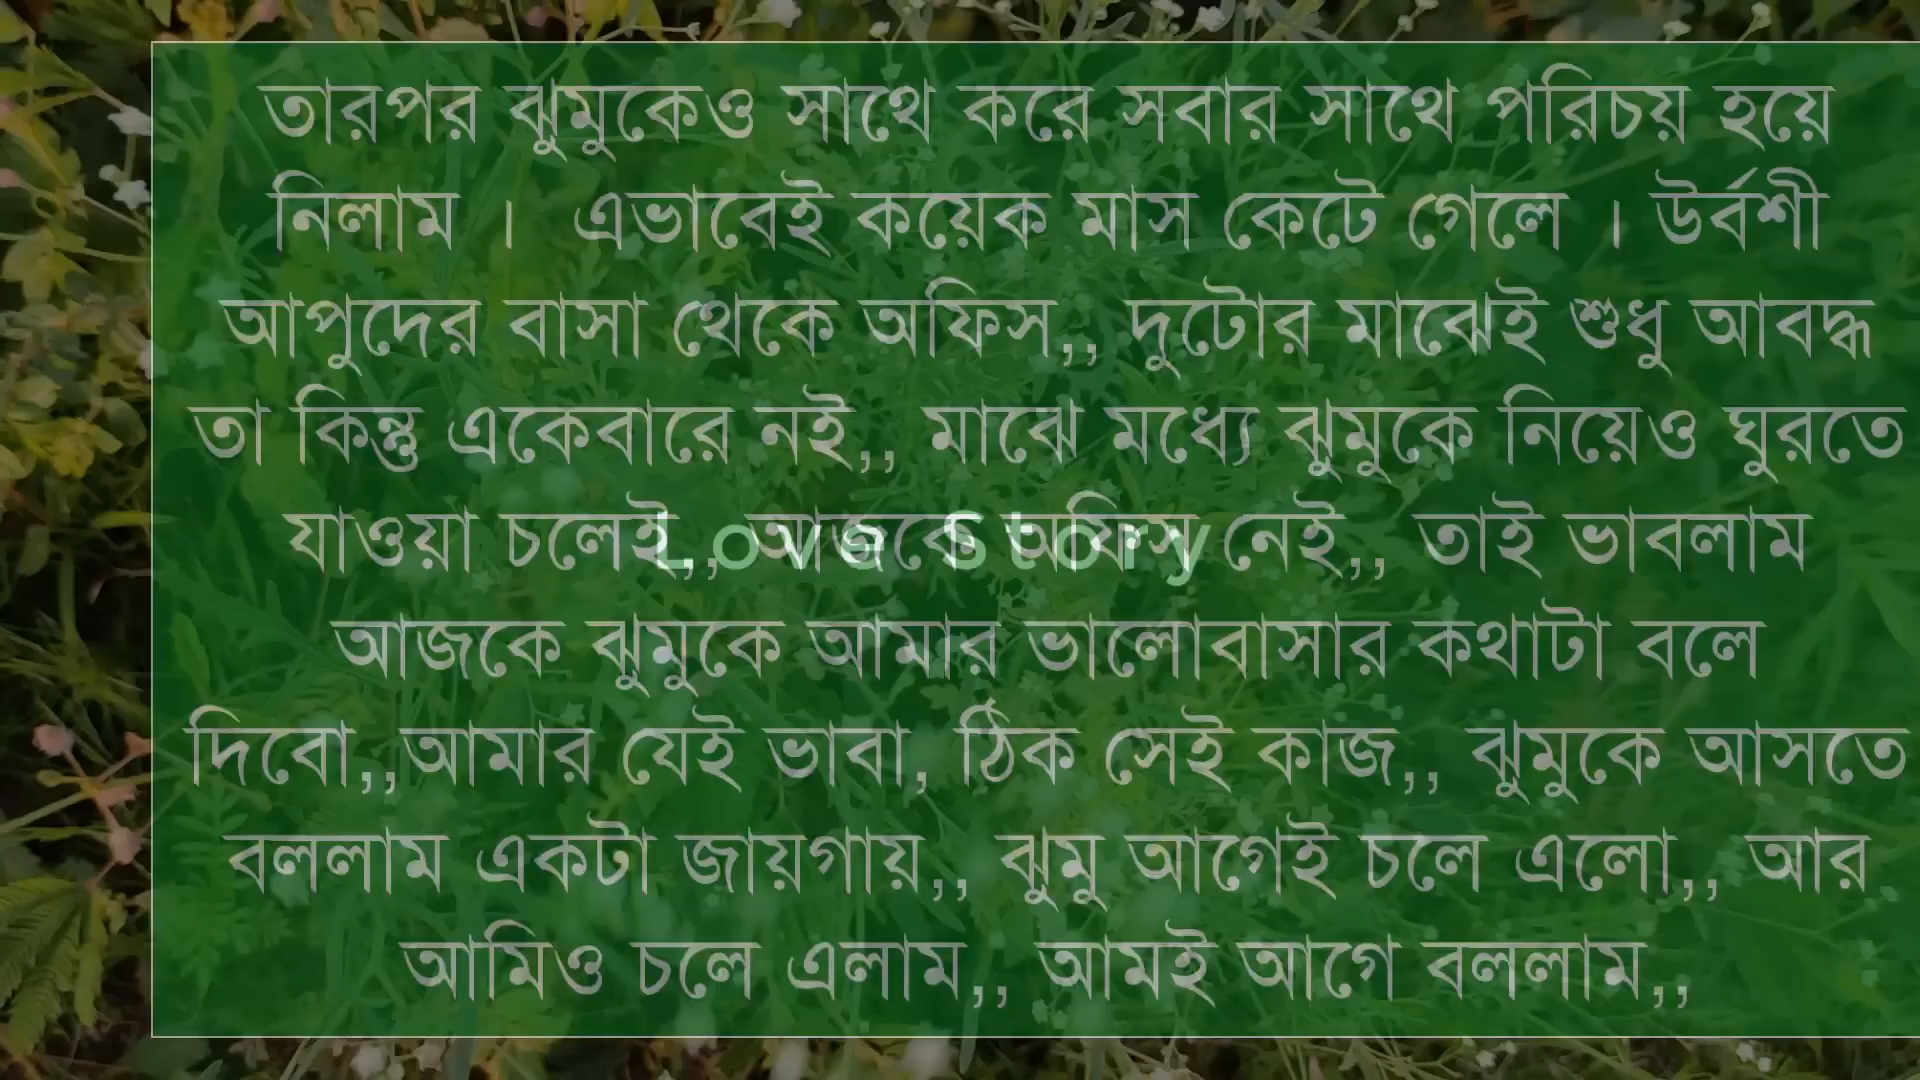 তারপর ঝুমুকেও সাথে করে সবার সাথে পরিচয় হয়ে
নিলাম । এভাবেই কয়েক মাস কেটে গেলে । উর্বশী
আপুদের বাসা থেকে অফিস,, দুটোর মাঝেই শুধু আবদ্ধ
তা কিন্তু একেবারে নই,, মাঝে মধ্যে ঝুমুকে নিয়েও ঘুরতে
যাওয়া চলেই,, আজকে অফিস নেই,, তাই ভাবলাম
Love Story
আজকে ঝুমুকে আমার ভালোবাসার কথাটা বলে
দিবো,,আমার যেই ভাবা, ঠিক সেই কাজ,, ঝুমুকে আসতে
বললাম একটা জায়গায়,, ঝুমু আগেই চলে এলো,, আর
আমিও চলে এলাম,, আমই আগে বললাম,,